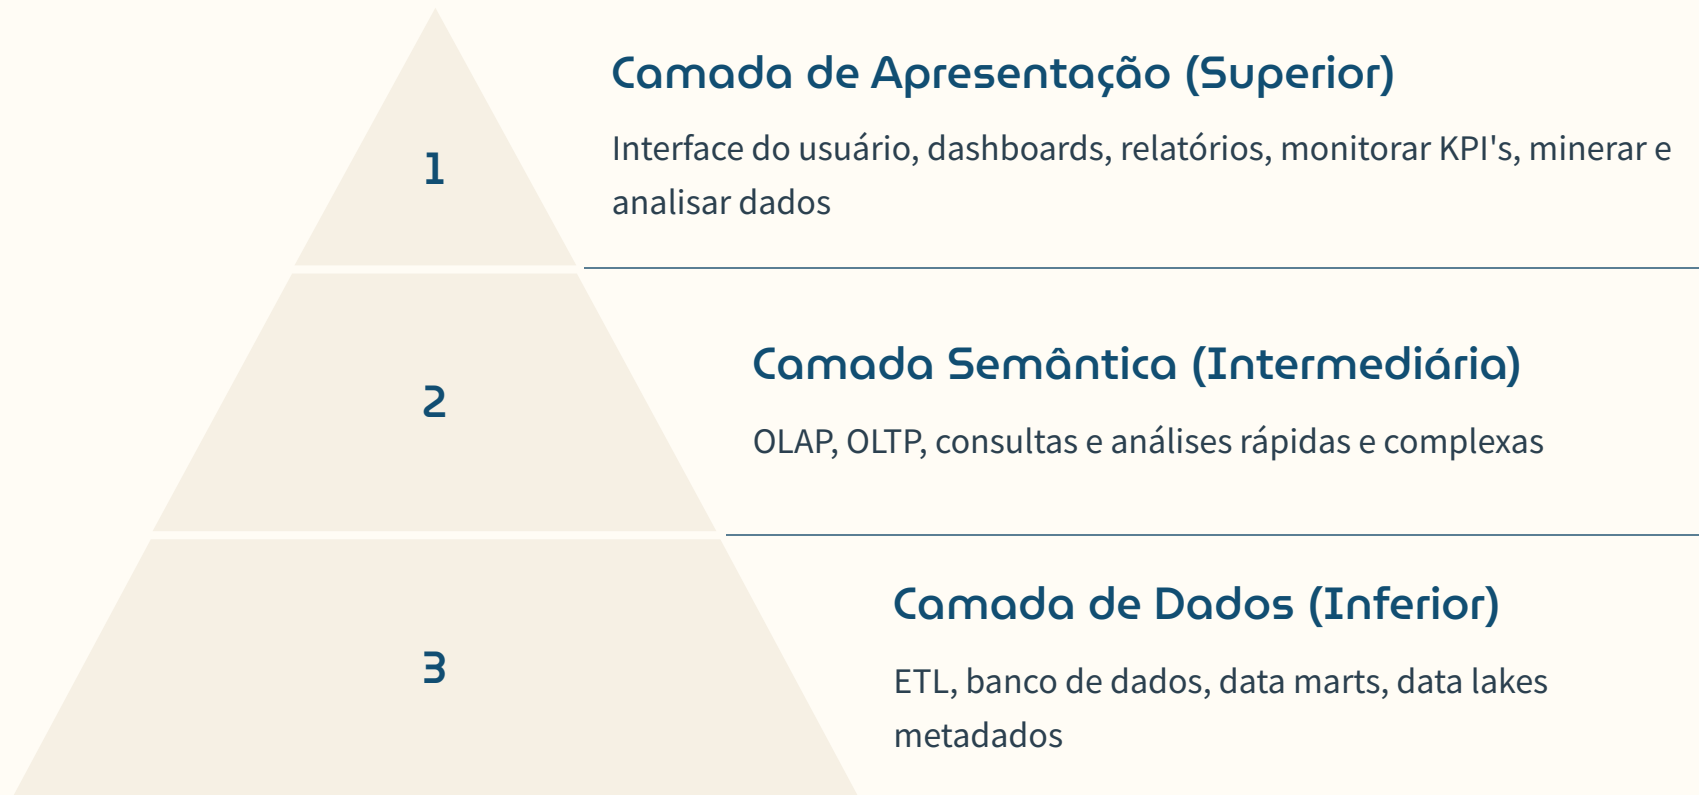 1
Camada de Apresentação (Superior)
Interface do usuário, dashboards, relatórios, monitorar KPI's, minerar e
analisar dados
2
Camada Semântica (Intermediária)
OLAP, OLTP, consultas e análises rápidas e complexas
3
Camada de Dados (Inferior)
ETL, banco de dados, data marts, data lakes
metadados